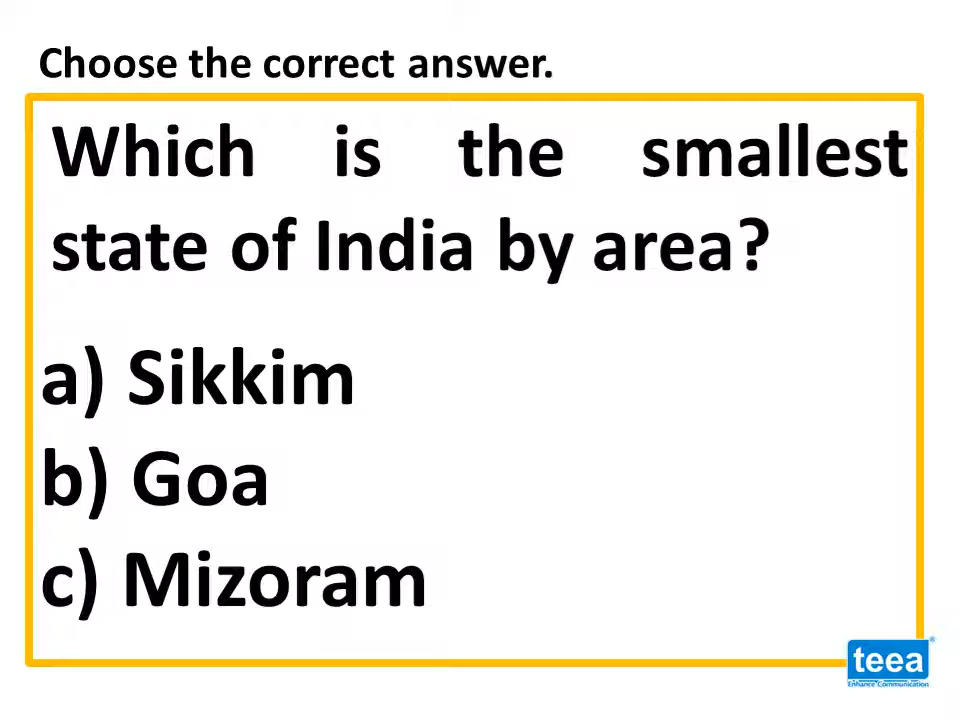 Choose the correct answer.
Which is the smallest
state of India by area?
a) Sikkim
b) Goa
c) Mizoram
teea®
Enhance Communication